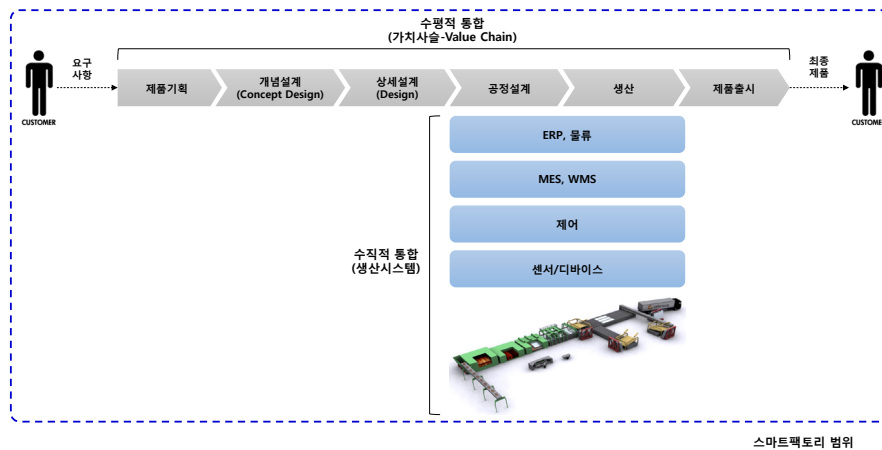 수평적 통합
(가치사슬-Value Chain)
요구
사항
최종
제품
제품기획
개념설계
(Concept Design)
상세설계
(Design)
공정설계
생산
제품출시
CUSTOMER
CUSTOMER
ERP, 물류
MES, WMS
제어
수직적 통합
(생산시스템)
센서/디바이스
스마트팩토리 범위